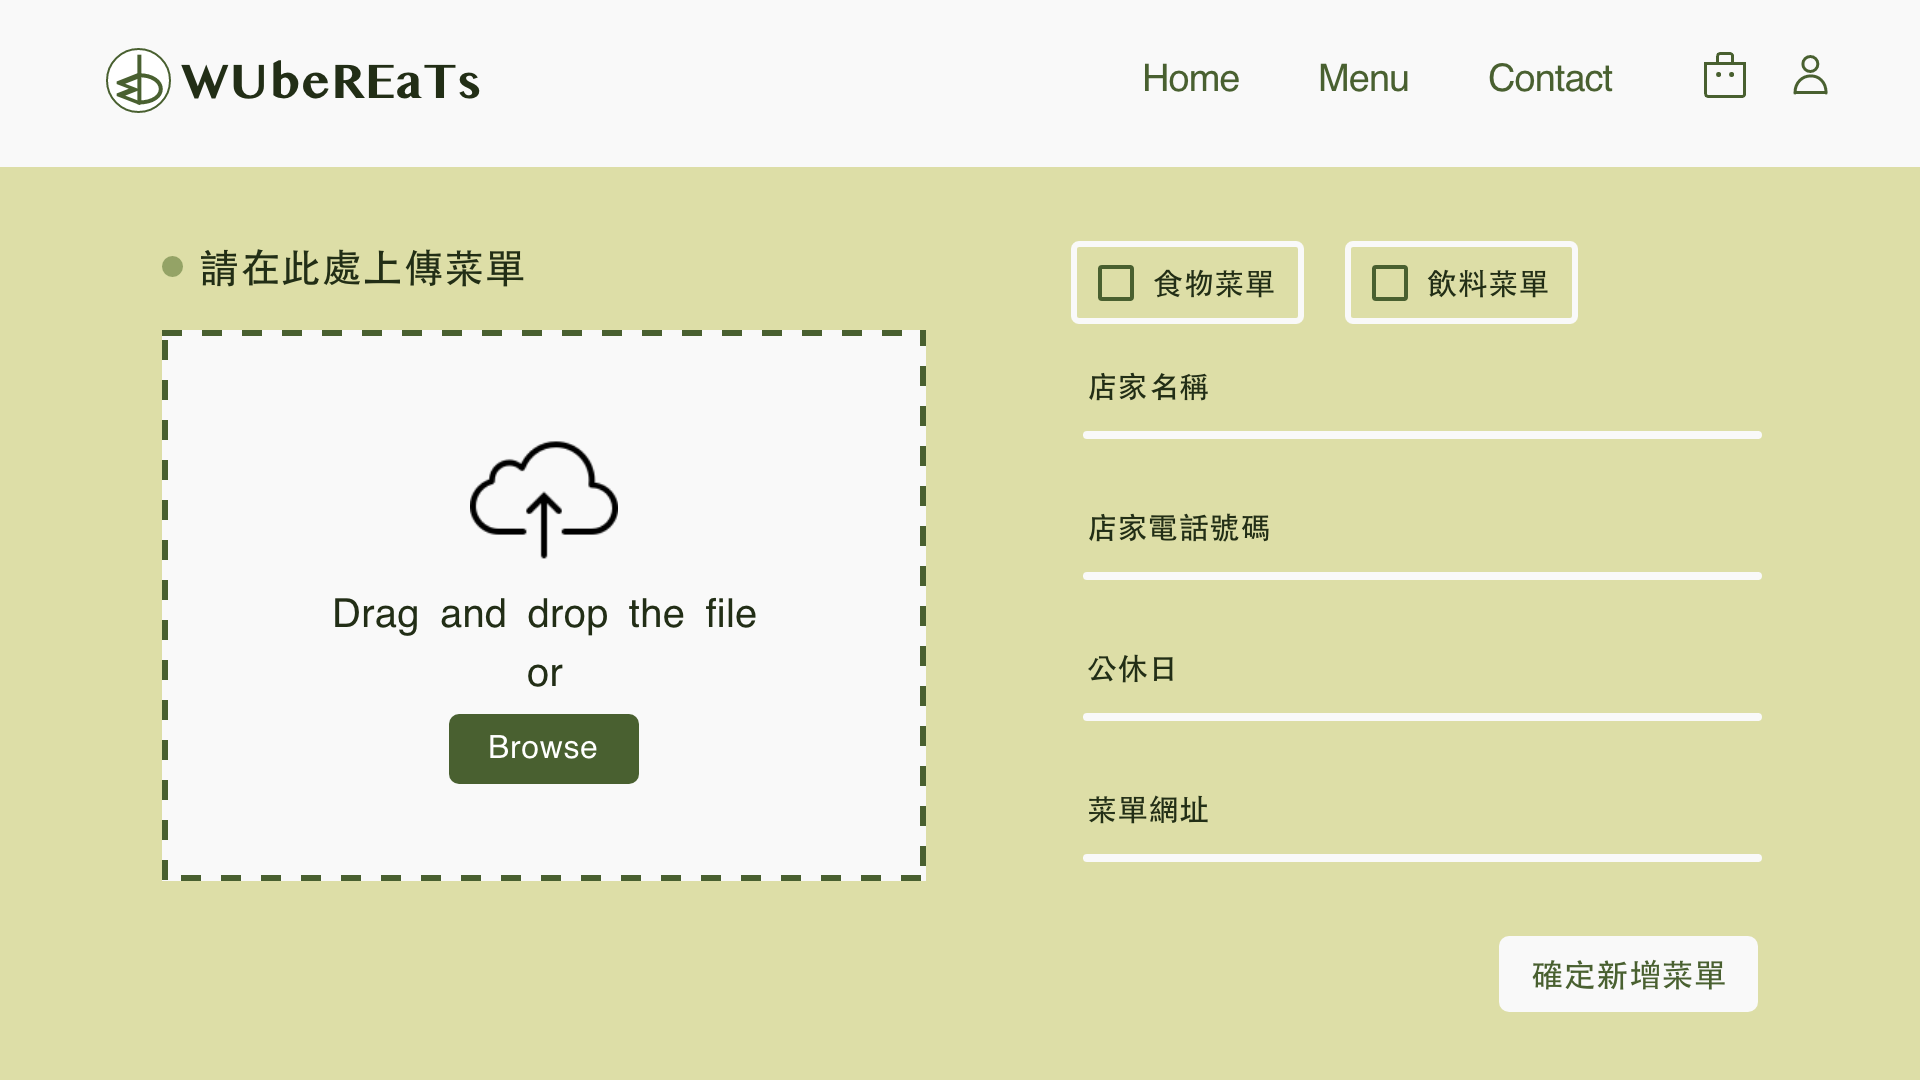 WUbeREaTs
Home
Menu
Contact
請在此處上傳菜單
Drag and drop the file
or
Browse
食物菜單
飲料菜單
店家名稱
店家電話號碼
公休日
菜單網址
確定新增菜單